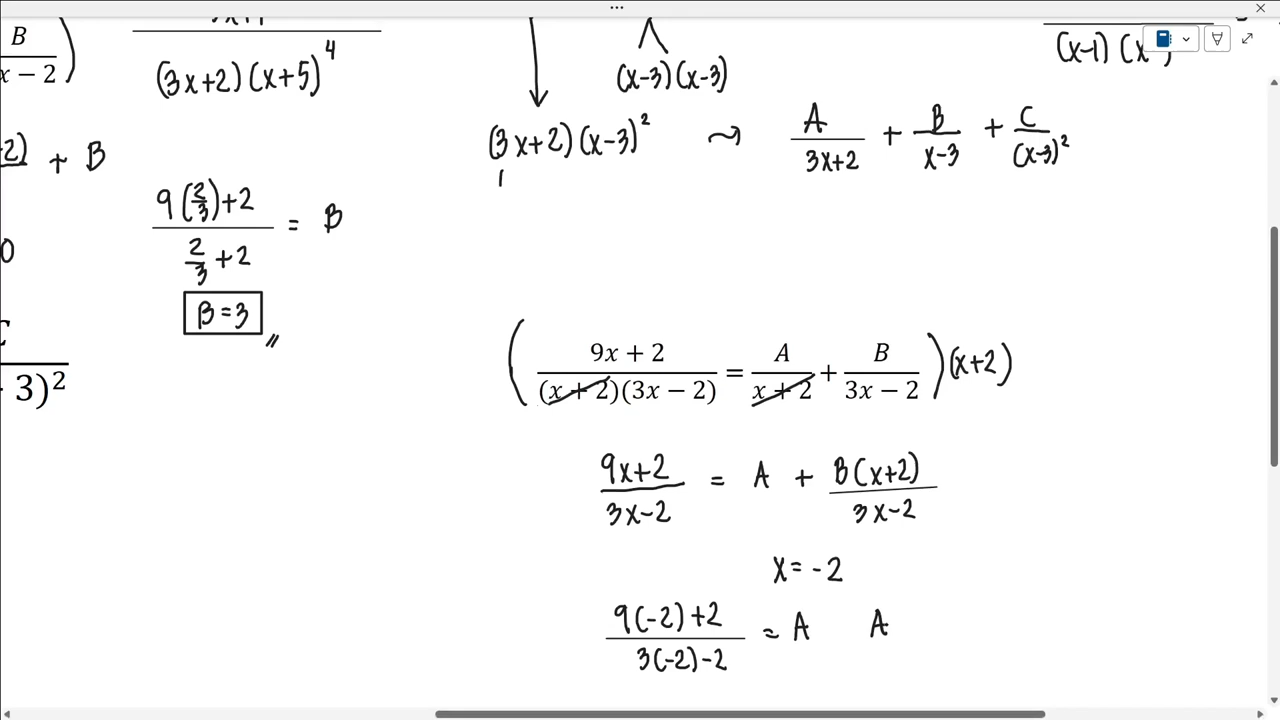 B
x − 2 )
(3x+2)(x+5)^4
(x-3)(x-3)
(x-1)
(3x+2)(x-3)^2 ⤳ A/(3x+2) + B/(x-3) + C/(x-3)^2
2) + B
(9(2/3)+2)/(2/3+2) = B
0
B = 3 //
3)^2
( (9x + 2)/((x + 2)(3x − 2)) = A/(x + 2) + B/(3x − 2) ) (x+2)
(9x+2)/(3x-2) = A + B(x+2)/(3x-2)
x = -2
(9(-2)+2)/(3(-2)-2) = A A